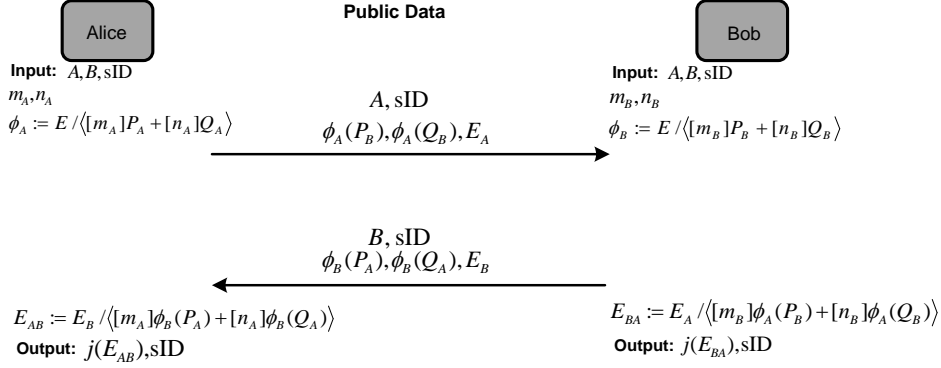 Public Data
Alice
Bob
Input: A,B,sID
m_A,n_A
ϕ_A := E /⟨[m_A]P_A +[n_A]Q_A⟩
Input: A,B,sID
m_B,n_B
ϕ_B := E /⟨[m_B]P_B +[n_B]Q_B⟩
A, sID
ϕ_A(P_B),ϕ_A(Q_B),E_A
B, sID
ϕ_B(P_A),ϕ_B(Q_A),E_B
E_AB := E_B /⟨[m_A]ϕ_B(P_A)+[n_A]ϕ_B(Q_A)⟩
Output: j(E_AB),sID
E_BA := E_A /⟨[m_B]ϕ_A(P_B)+[n_B]ϕ_A(Q_B)⟩
Output: j(E_BA),sID